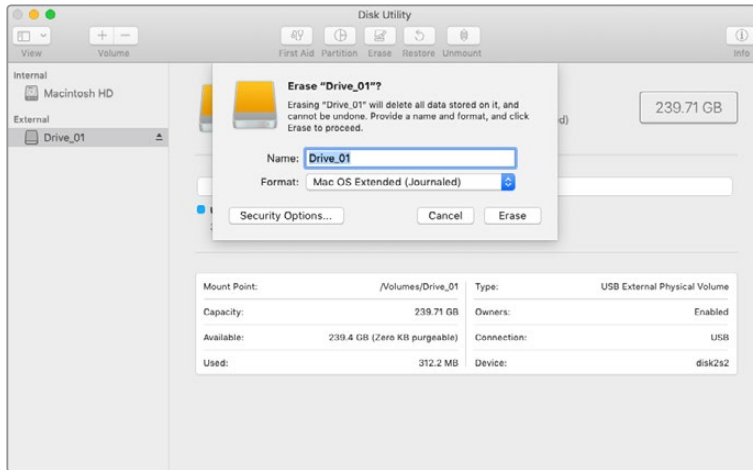 Disk Utility
View
Volume
First Aid
Partition
Erase
Restore
Unmount
Info
Internal
Macintosh HD
External
Drive_01
Erase “Drive_01”?
Erasing “Drive_01” will delete all data stored on it, and
cannot be undone. Provide a name and format, and click
Erase to proceed.
Name: Drive_01
Format: Mac OS Extended (Journaled)
Security Options...
Cancel
Erase
d)
239.71 GB
Mount Point: /Volumes/Drive_01
Type: USB External Physical Volume
Capacity: 239.71 GB
Owners: Enabled
Available: 239.4 GB (Zero KB purgeable)
Connection: USB
Used: 312.2 MB
Device: disk2s2